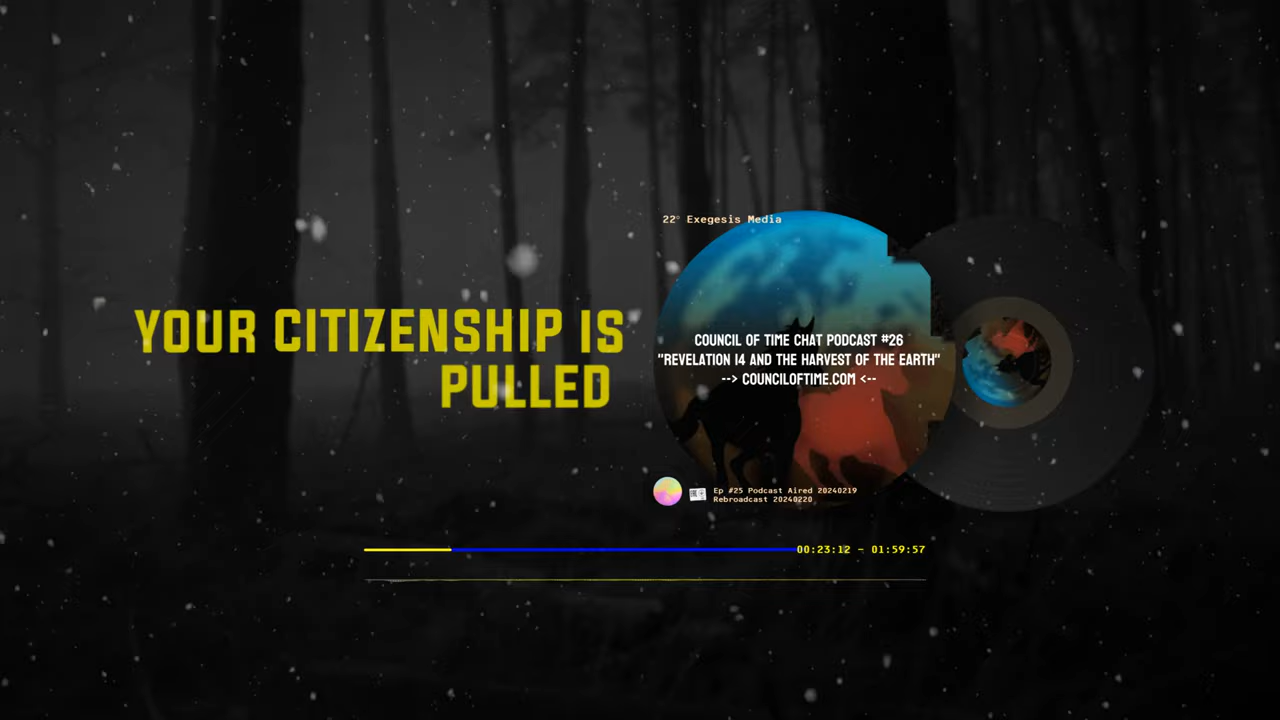 22° Exegesis Media
YOUR CITIZENSHIP IS
PULLED
COUNCIL OF TIME CHAT PODCAST #26
"REVELATION 14 AND THE HARVEST OF THE EARTH"
--> COUNCILOFTIME.COM <--
Ep #25 Podcast Aired 20240219
Rebroadcast 20240220
00:23:12 - 01:59:57